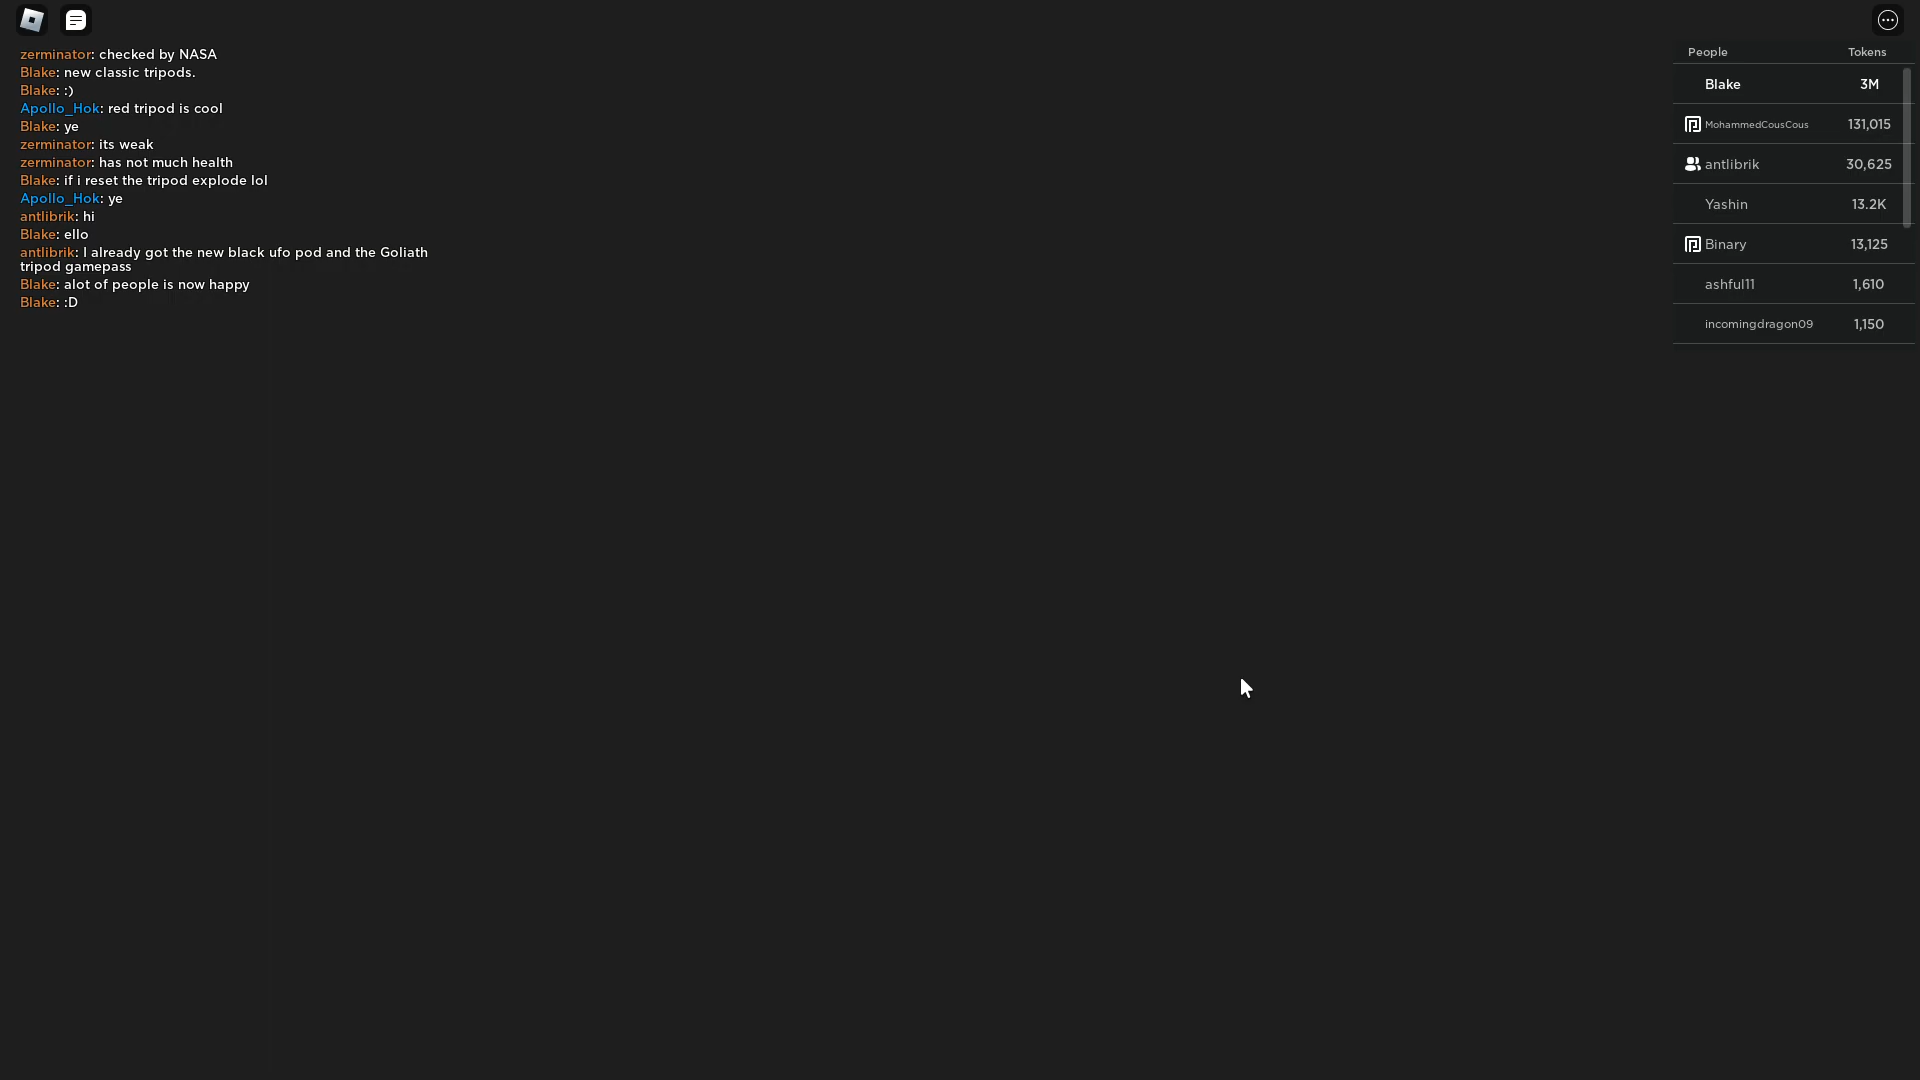 zerminator: checked by NASA
Blake: new classic tripods.
Blake: :)
Apollo_Hok: red tripod is cool
Blake: ye
zerminator: its weak
zerminator: has not much health
Blake: if i reset the tripod explode lol
Apollo_Hok: ye
antlibrik: hi
Blake: ello
antlibrik: I already got the new black ufo pod and the Goliath
tripod gamepass
Blake: alot of people is now happy
Blake: :D
People Tokens
Blake 3M
MohammedCousCous 131,015
antlibrik 30,625
Yashin 13.2K
Binary 13,125
ashful11 1,610
incomingdragon09 1,150